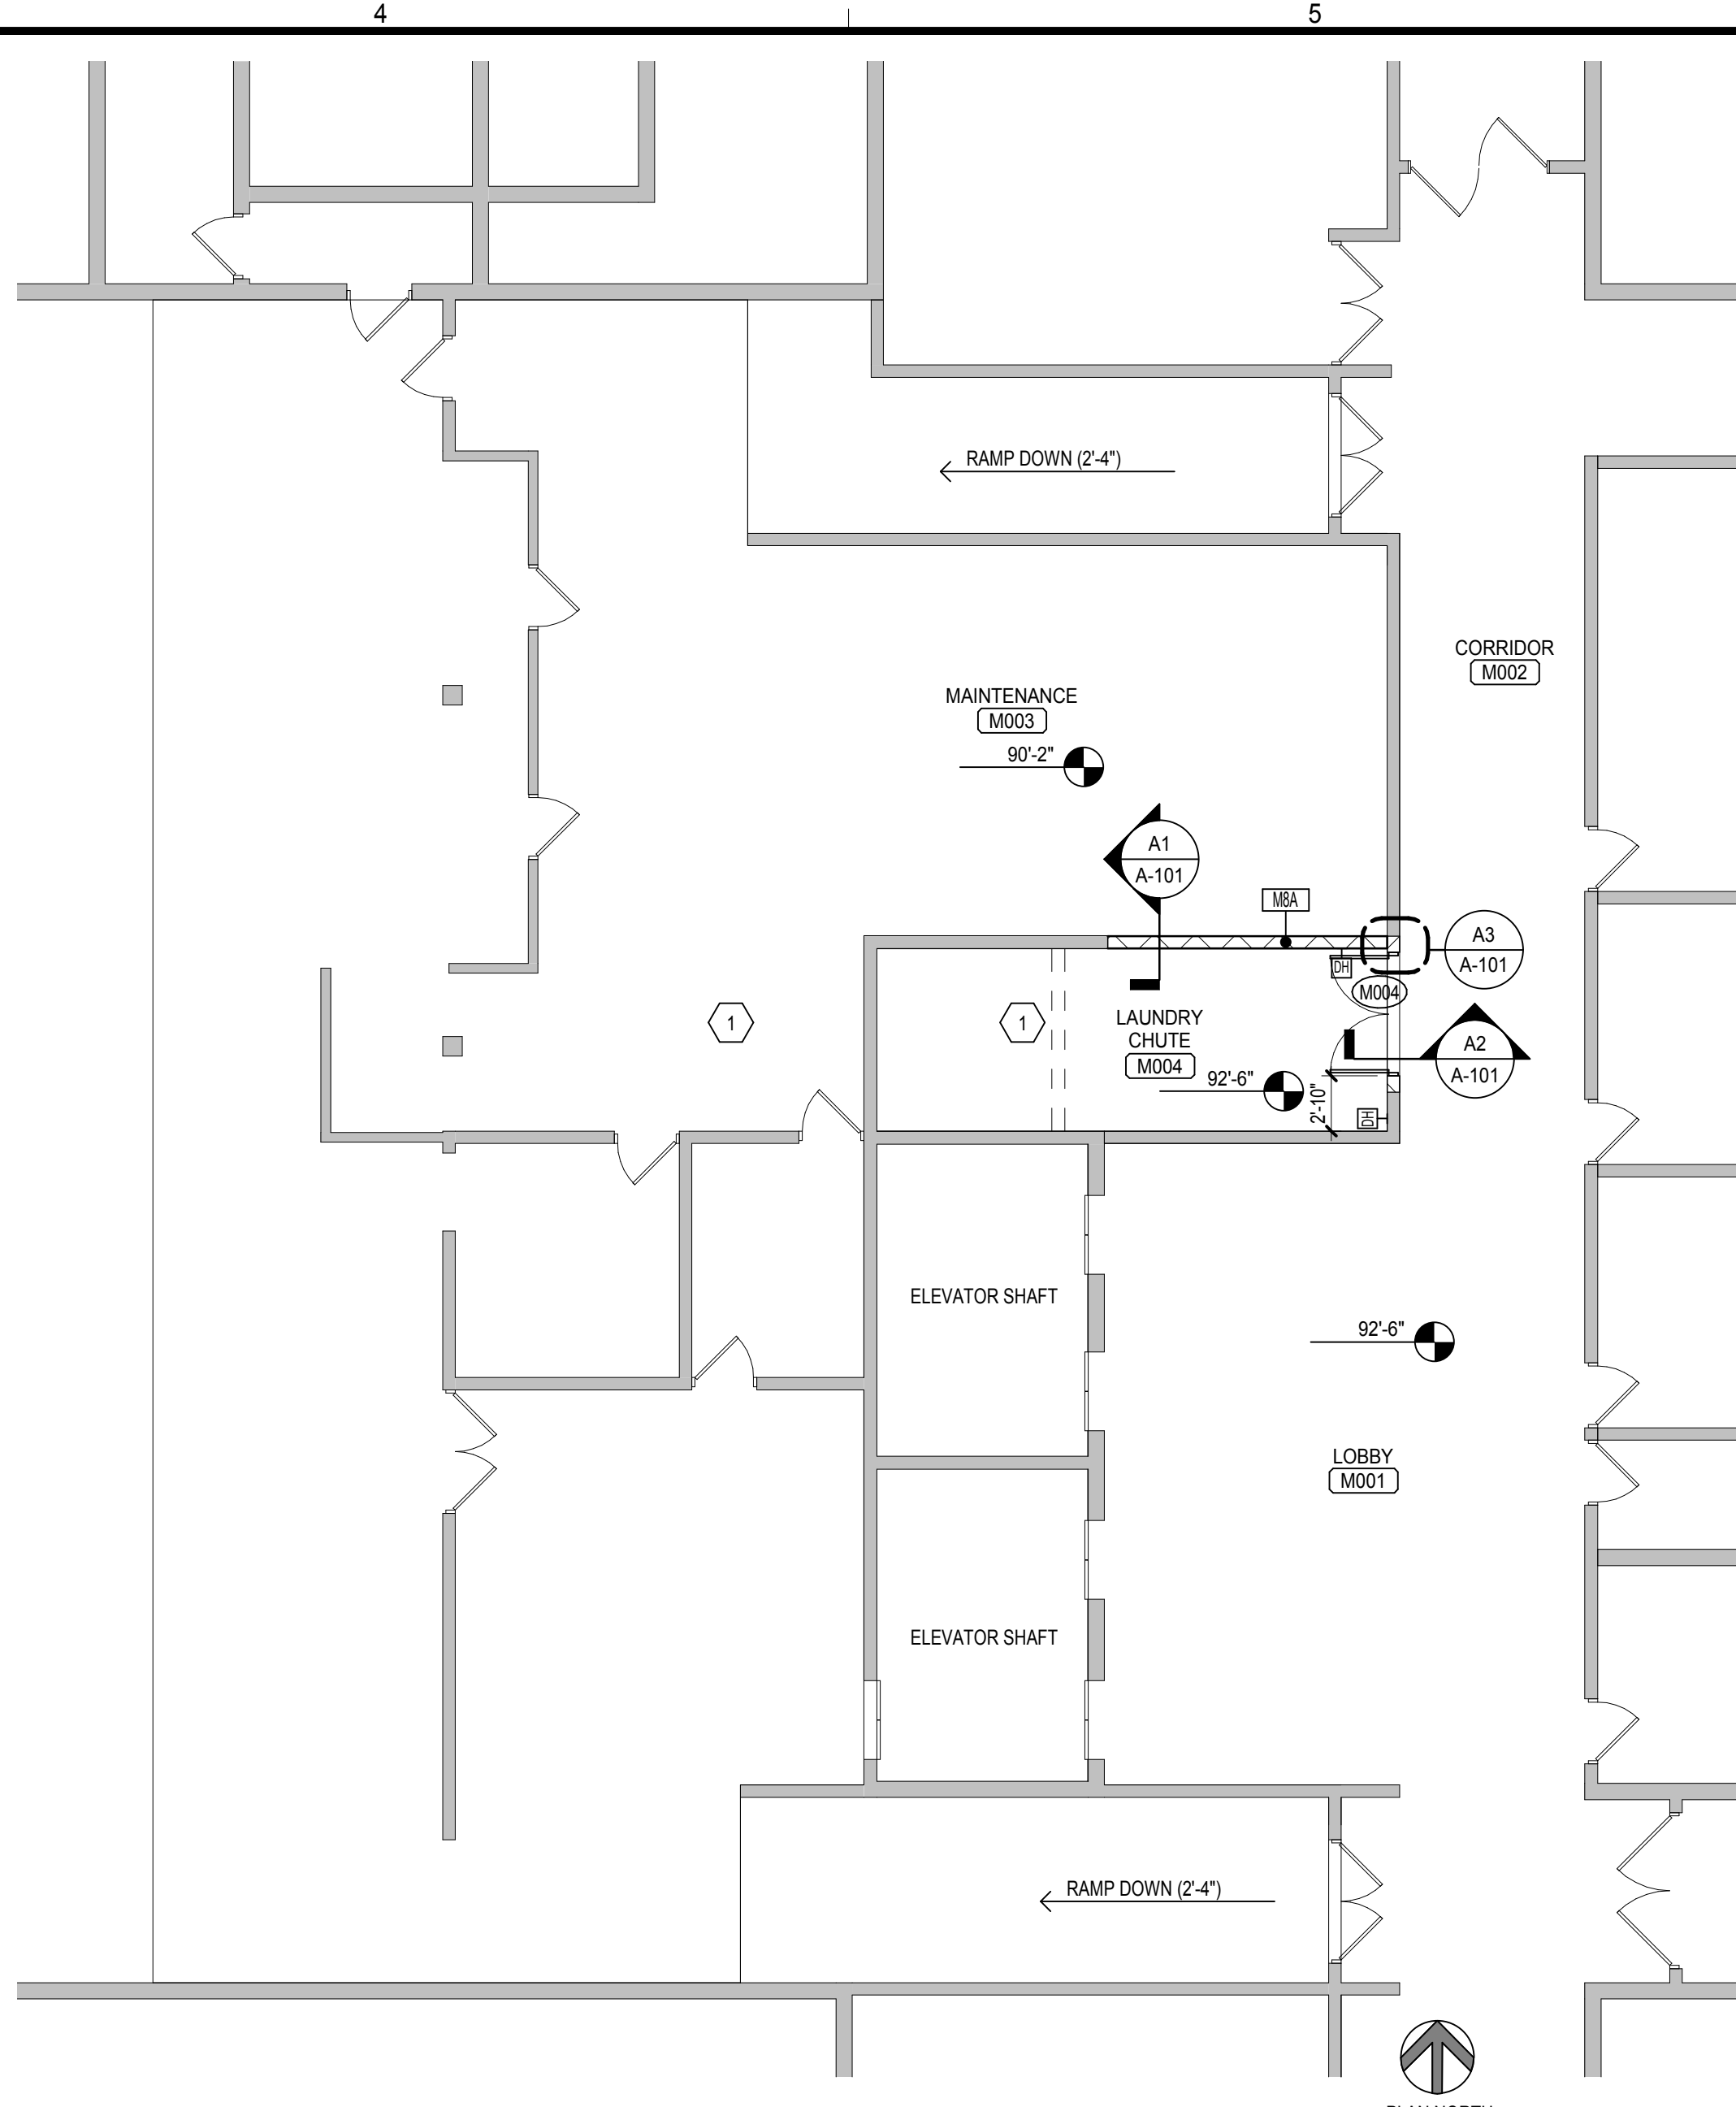 4
5
RAMP DOWN (2'-4")
CORRIDOR
M002
MAINTENANCE
M003
90'-2"
A1
A-101
M8A
A3
A-101
DH
M004
1
1
LAUNDRY
CHUTE
M004
A2
A-101
92'-6"
2'-10"
DH
ELEVATOR SHAFT
92'-6"
LOBBY
M001
ELEVATOR SHAFT
RAMP DOWN (2'-4")
PLAN NORTH